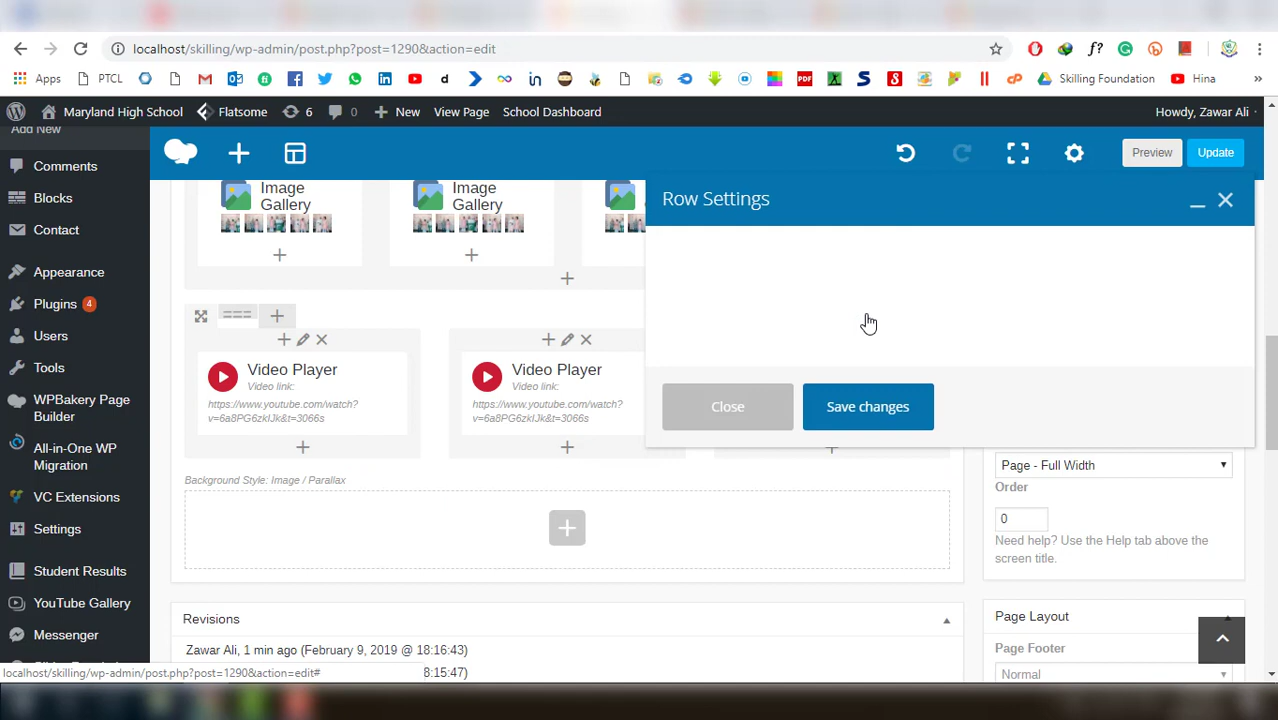 localhost/skilling/wp-admin/post.php?post=1290&action=edit
Apps PTCL Skilling Foundation Hina
Maryland High School Flatsome 6 0 New View Page School Dashboard Howdy, Zawar Ali
Add New
Comments
Blocks
Contact
Appearance
Plugins 4
Users
Tools
WPBakery Page
Builder
All-in-One WP
Migration
VC Extensions
Settings
Student Results
YouTube Gallery
Messenger
Preview Update
Image
Gallery
Image
Gallery
Row Settings
Close Save changes
Video Player
Video link:
https://www.youtube.com/watch?
v=6a8PG6zkIJk&t=3066s
Video Player
Video link:
https://www.youtube.com/watch?
v=6a8PG6zkIJk&t=3066s
Background Style: Image / Parallax
Page - Full Width
Order
0
Need help? Use the Help tab above the
screen title.
Revisions
Zawar Ali, 1 min ago (February 9, 2019 @ 18:16:43)
8:15:47)
Page Layout
Page Footer
Normal
localhost/skilling/wp-admin/post.php?post=1290&action=edit#